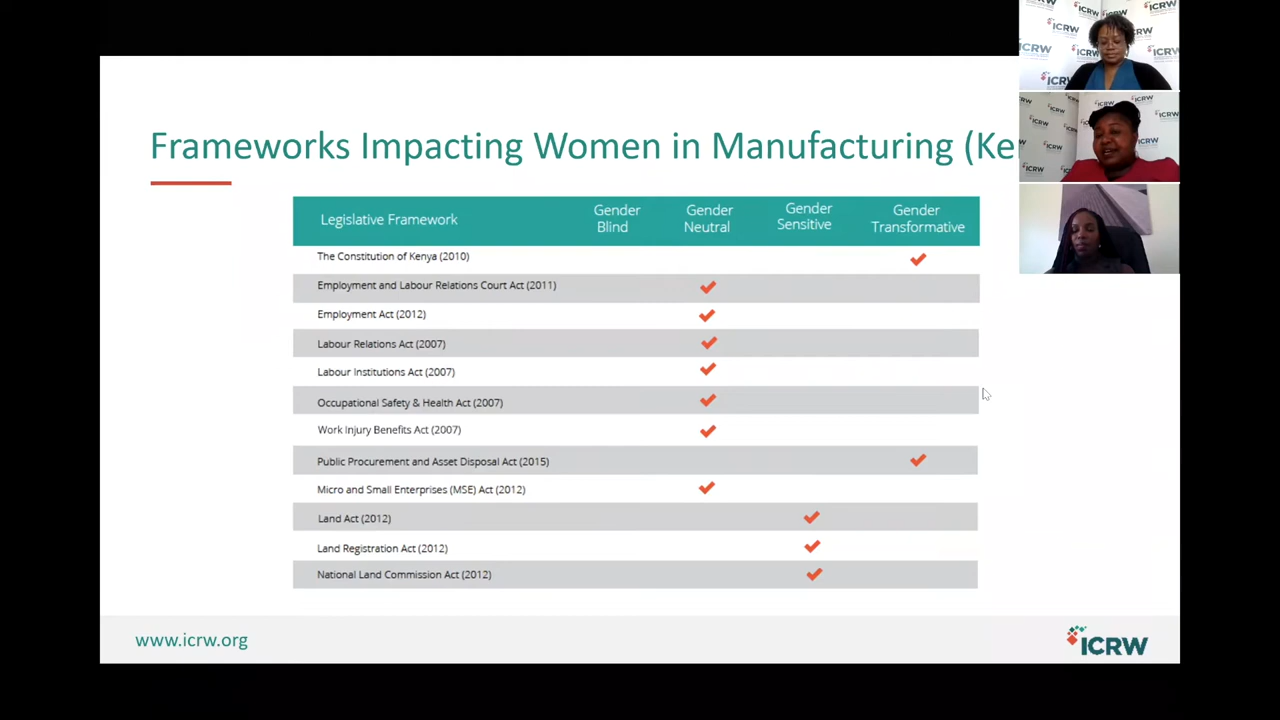 Frameworks Impacting Women in Manufacturing (Ke
Legislative Framework
Gender Blind
Gender Neutral
Gender Sensitive
Gender Transformative
The Constitution of Kenya (2010)
Employment and Labour Relations Court Act (2011)
Employment Act (2012)
Labour Relations Act (2007)
Labour Institutions Act (2007)
Occupational Safety & Health Act (2007)
Work Injury Benefits Act (2007)
Public Procurement and Asset Disposal Act (2015)
Micro and Small Enterprises (MSE) Act (2012)
Land Act (2012)
Land Registration Act (2012)
National Land Commission Act (2012)
www.icrw.org
ICRW
ICRW
ICRW
ICRW